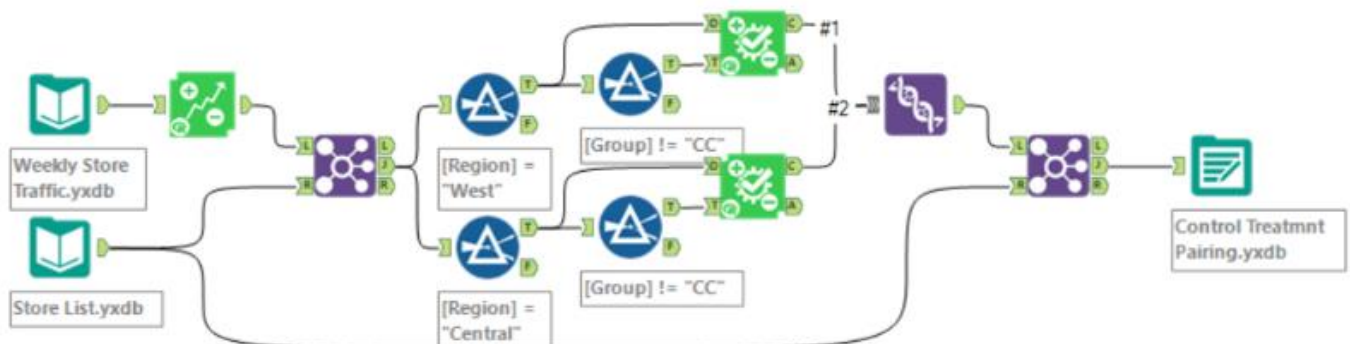 D
C
#1
T
A
T
F
T
F
#2
L
R
L
J
R
L
R
L
J
R
Weekly Store
Traffic.yxdb
[Region] =
"West"
[Group] != "CC"
D
C
T
A
T
F
T
F
Store List.yxdb
[Region] =
"Central"
[Group] != "CC"
Control Treatmnt
Pairing.yxdb